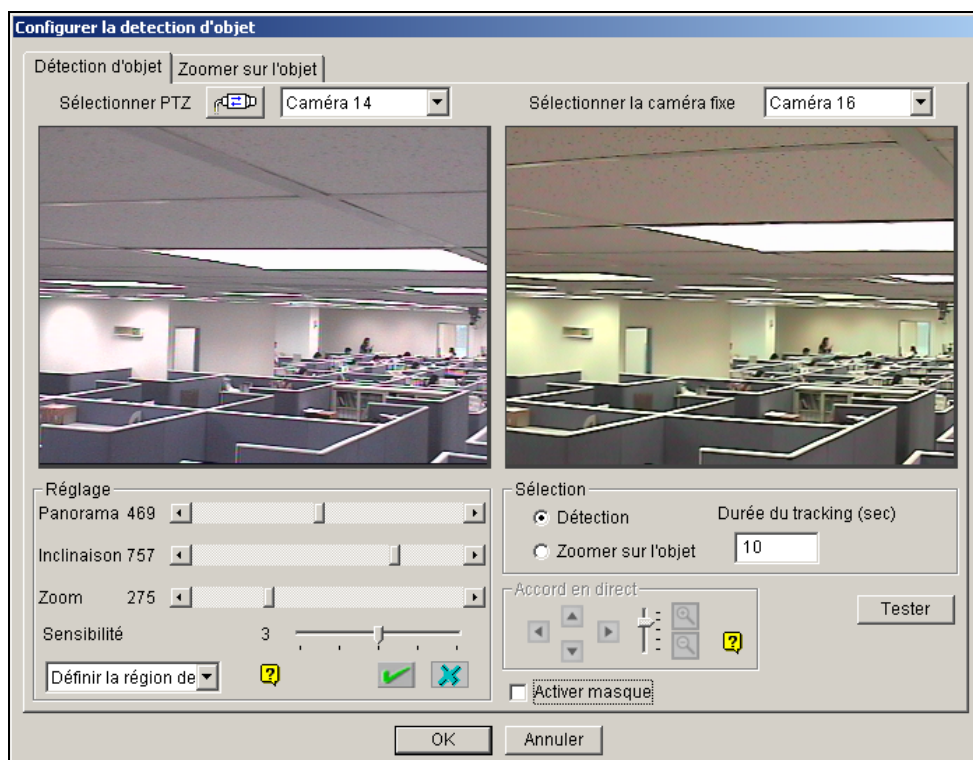 Configurer la detection d'objet
Détection d'objet
Zoomer sur l'objet
Sélectionner PTZ
Caméra 14
Sélectionner la caméra fixe
Caméra 16
Réglage
Panorama 469
Inclinaison 757
Zoom 275
Sensibilité 3
Définir la région de
?
Sélection
Détection
Durée du tracking (sec)
Zoomer sur l'objet
10
Accord en direct
?
Tester
Activer masque
OK
Annuler